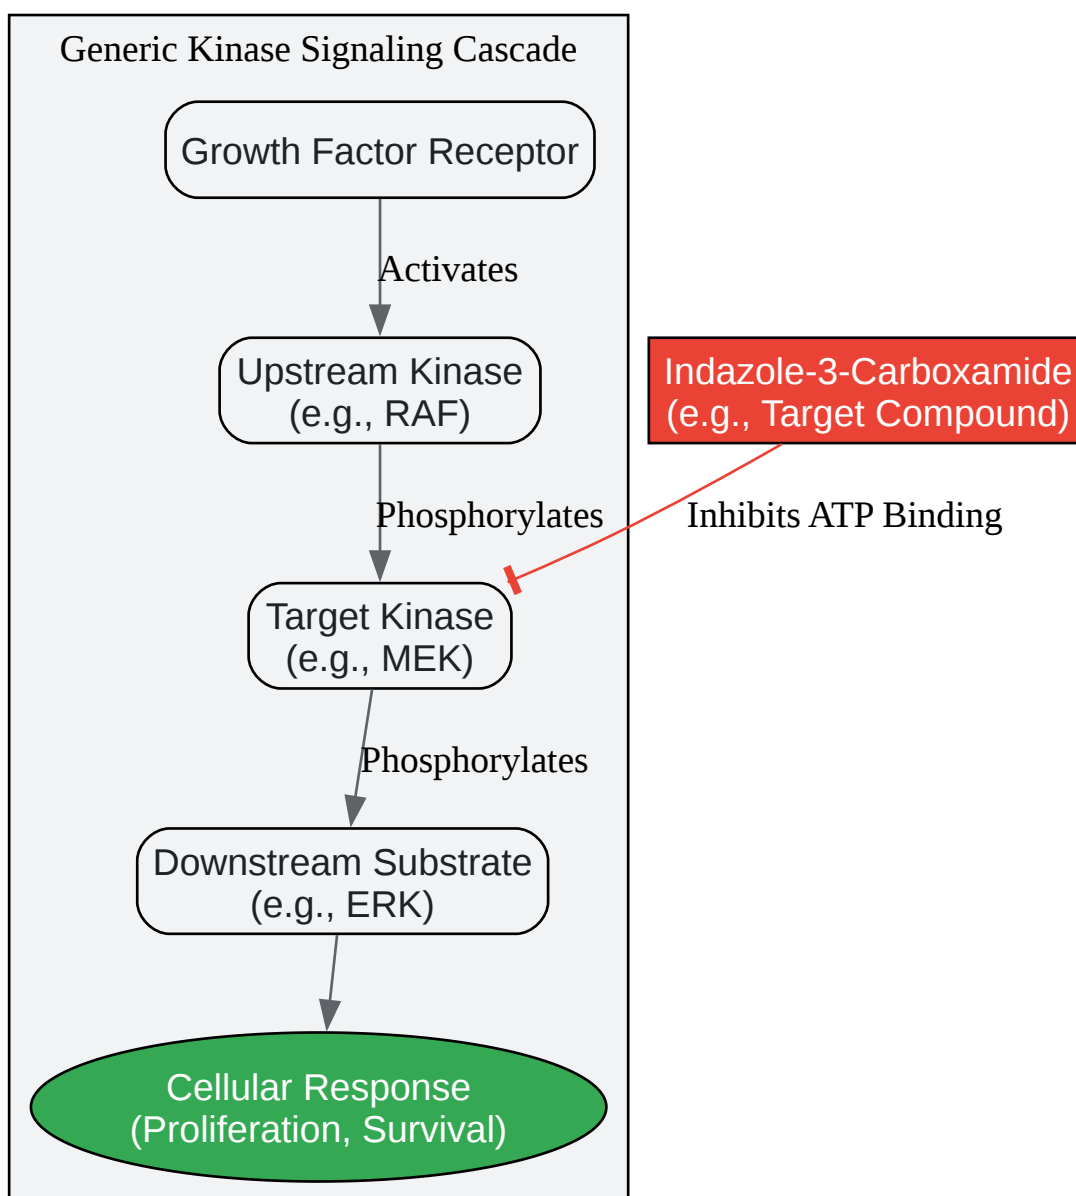 Generic Kinase Signaling Cascade
Growth Factor Receptor
Activates
Upstream Kinase
(e.g., RAF)
Indazole-3-Carboxamide
(e.g., Target Compound)
Phosphorylates
Inhibits ATP Binding
Target Kinase
(e.g., MEK)
Phosphorylates
Downstream Substrate
(e.g., ERK)
Cellular Response
(Proliferation, Survival)